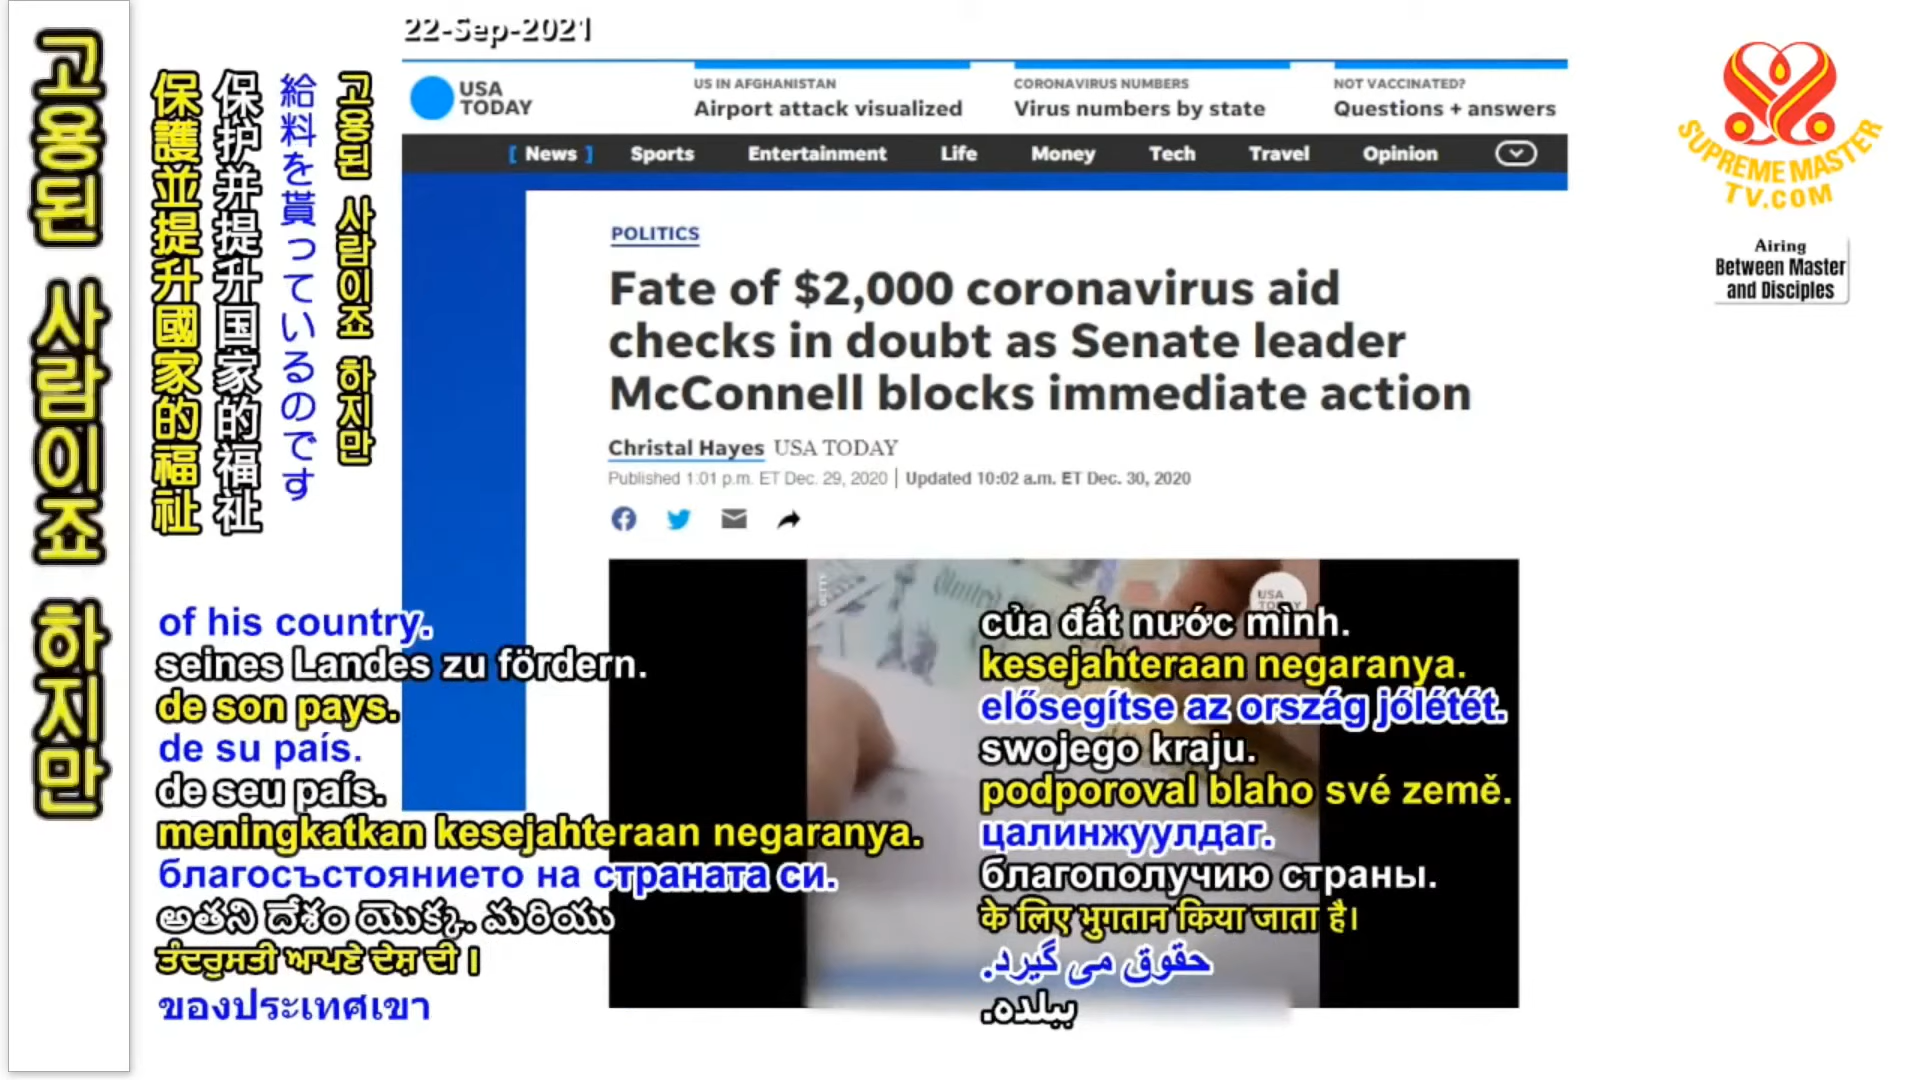 고용된 사람이죠 하지만
保護並提升國家的福祉
保护并提升国家的福祉
給料を貰っているのです
고용된 사람이죠 하지만
22-Sep-2021
USA
TODAY
US IN AFGHANISTAN
Airport attack visualized
CORONAVIRUS NUMBERS
Virus numbers by state
NOT VACCINATED?
Questions + answers
[ News ] Sports Entertainment Life Money Tech Travel Opinion
POLITICS
Fate of $2,000 coronavirus aid
checks in doubt as Senate leader
McConnell blocks immediate action
Christal Hayes USA TODAY
Published 1:01 p.m. ET Dec. 29, 2020 | Updated 10:02 a.m. ET Dec. 30, 2020
United
USA
TODAY
of his country.
seines Landes zu fördern.
de son pays.
de su país.
de seu país.
meningkatkan kesejahteraan negaranya.
благосъстоянието на страната си.
అతని దేశం యొక్క. మరియు
ਤੰਦਰੁਸਤੀ ਆਪਣੇ ਦੇਸ਼ ਦੀ।
ของประเทศเขา
của đất nước mình.
kesejahteraan negaranya.
elősegítse az ország jólétét.
swojego kraju.
podporoval blaho své země.
цалинжуулдаг.
благополучию страны.
के लिए भुगतान किया जाता है।
حقوق می گیرد.
ببلده.
SUPREME MASTER
TV.COM
Airing
Between Master
and Disciples